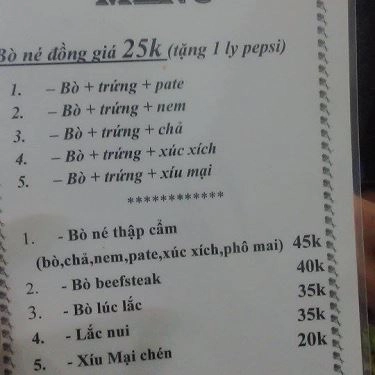 MENU
Bò né đồng giá 25k (tặng 1 ly pepsi)
1. – Bò + trứng + pate
2. – Bò + trứng + nem
3. – Bò + trứng + chả
4. – Bò + trứng + xúc xích
5. – Bò + trứng + xíu mại
************
1. - Bò né thập cẩm
(bò,chả,nem,pate,xúc xích,phô mai) 45k
2. - Bò beefsteak 40k
3. - Bò lúc lắc 35k
4. - Lắc nui 35k
5. - Xíu Mại chén 20k